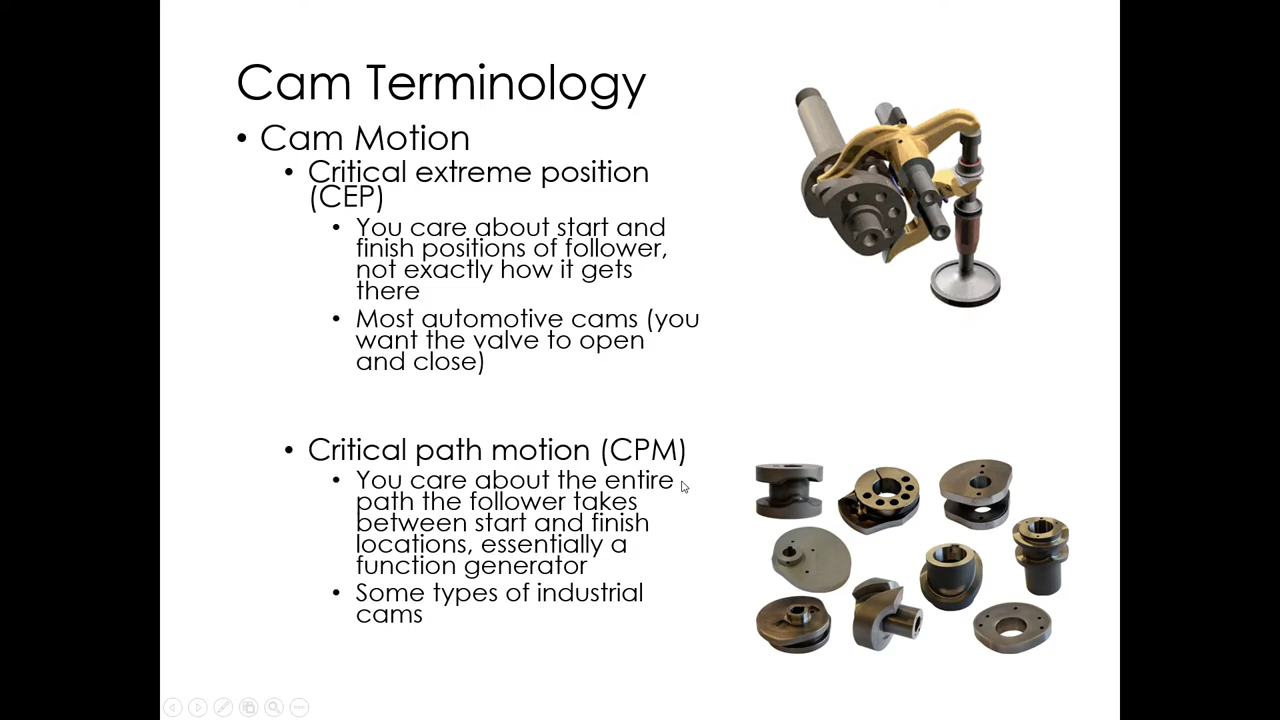 Cam Terminology
• Cam Motion
• Critical extreme position
(CEP)
• You care about start and
finish positions of follower,
not exactly how it gets
there
• Most automotive cams (you
want the valve to open
and close)
• Critical path motion (CPM)
• You care about the entire
path the follower takes
between start and finish
locations, essentially a
function generator
• Some types of industrial
cams